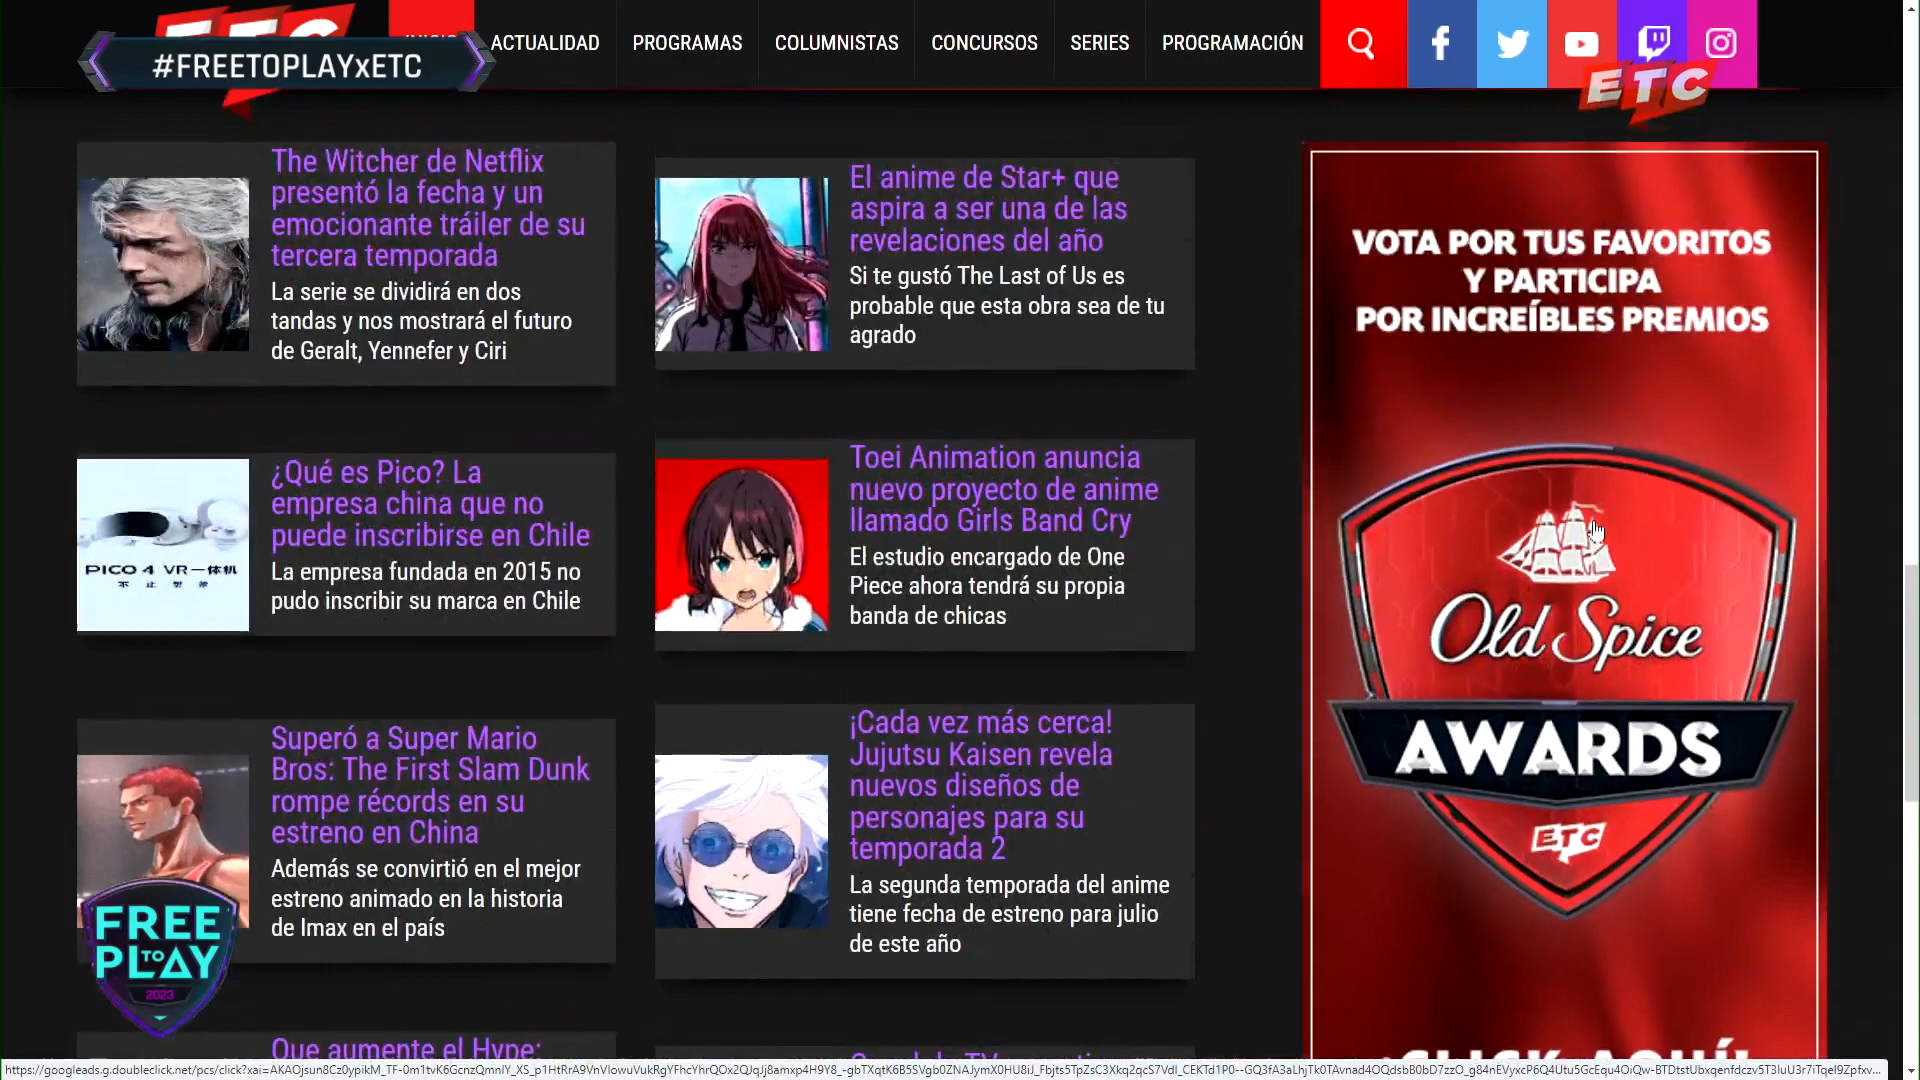 ETC
#FREETOPLAYxETC
ACTUALIDAD
PROGRAMAS
COLUMNISTAS
CONCURSOS
SERIES
PROGRAMACIÓN
ETC
The Witcher de Netflix
presentó la fecha y un
emocionante tráiler de su
tercera temporada
La serie se dividirá en dos
tandas y nos mostrará el futuro
de Geralt, Yennefer y Ciri
El anime de Star+ que
aspira a ser una de las
revelaciones del año
Si te gustó The Last of Us es
probable que esta obra sea de tu
agrado
¿Qué es Pico? La
empresa china que no
puede inscribirse en Chile
La empresa fundada en 2015 no
pudo inscribir su marca en Chile
PICO 4 VR一体机
不止哲学
Toei Animation anuncia
nuevo proyecto de anime
llamado Girls Band Cry
El estudio encargado de One
Piece ahora tendrá su propia
banda de chicas
Superó a Super Mario
Bros: The First Slam Dunk
rompe récords en su
estreno en China
Además se convirtió en el mejor
estreno animado en la historia
de Imax en el país
¡Cada vez más cerca!
Jujutsu Kaisen revela
nuevos diseños de
personajes para su
temporada 2
La segunda temporada del anime
tiene fecha de estreno para julio
de este año
FREE
TO
PLAY
2023
Que aumente el Hype:
VOTA POR TUS FAVORITOS
Y PARTICIPA
POR INCREÍBLES PREMIOS
Old Spice
AWARDS
ETC